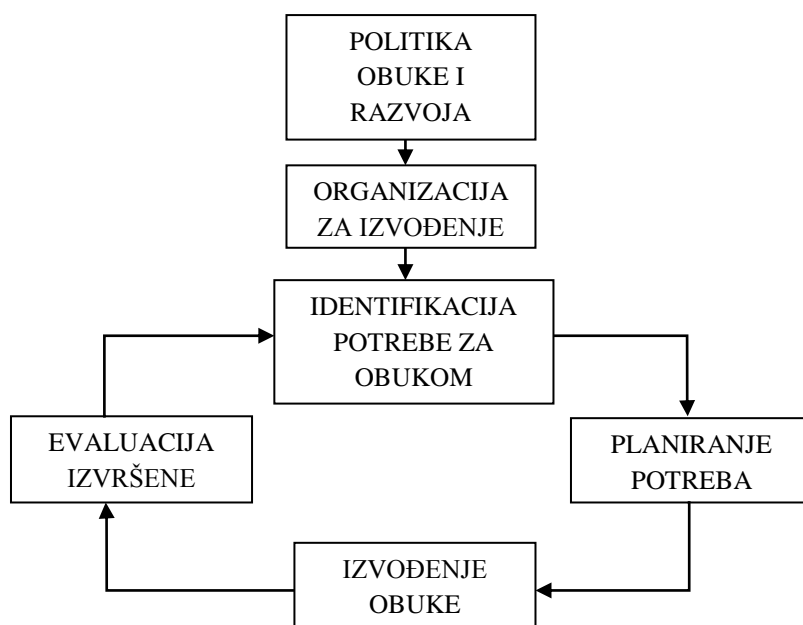 POLITIKA
OBUKE I
RAZVOJA
ORGANIZACIJA
ZA IZVOĐENJE
IDENTIFIKACIJA
POTREBE ZA
OBUKOM
EVALUACIJA
IZVRŠENE
PLANIRANJE
POTREBA
IZVOĐENJE
OBUKE